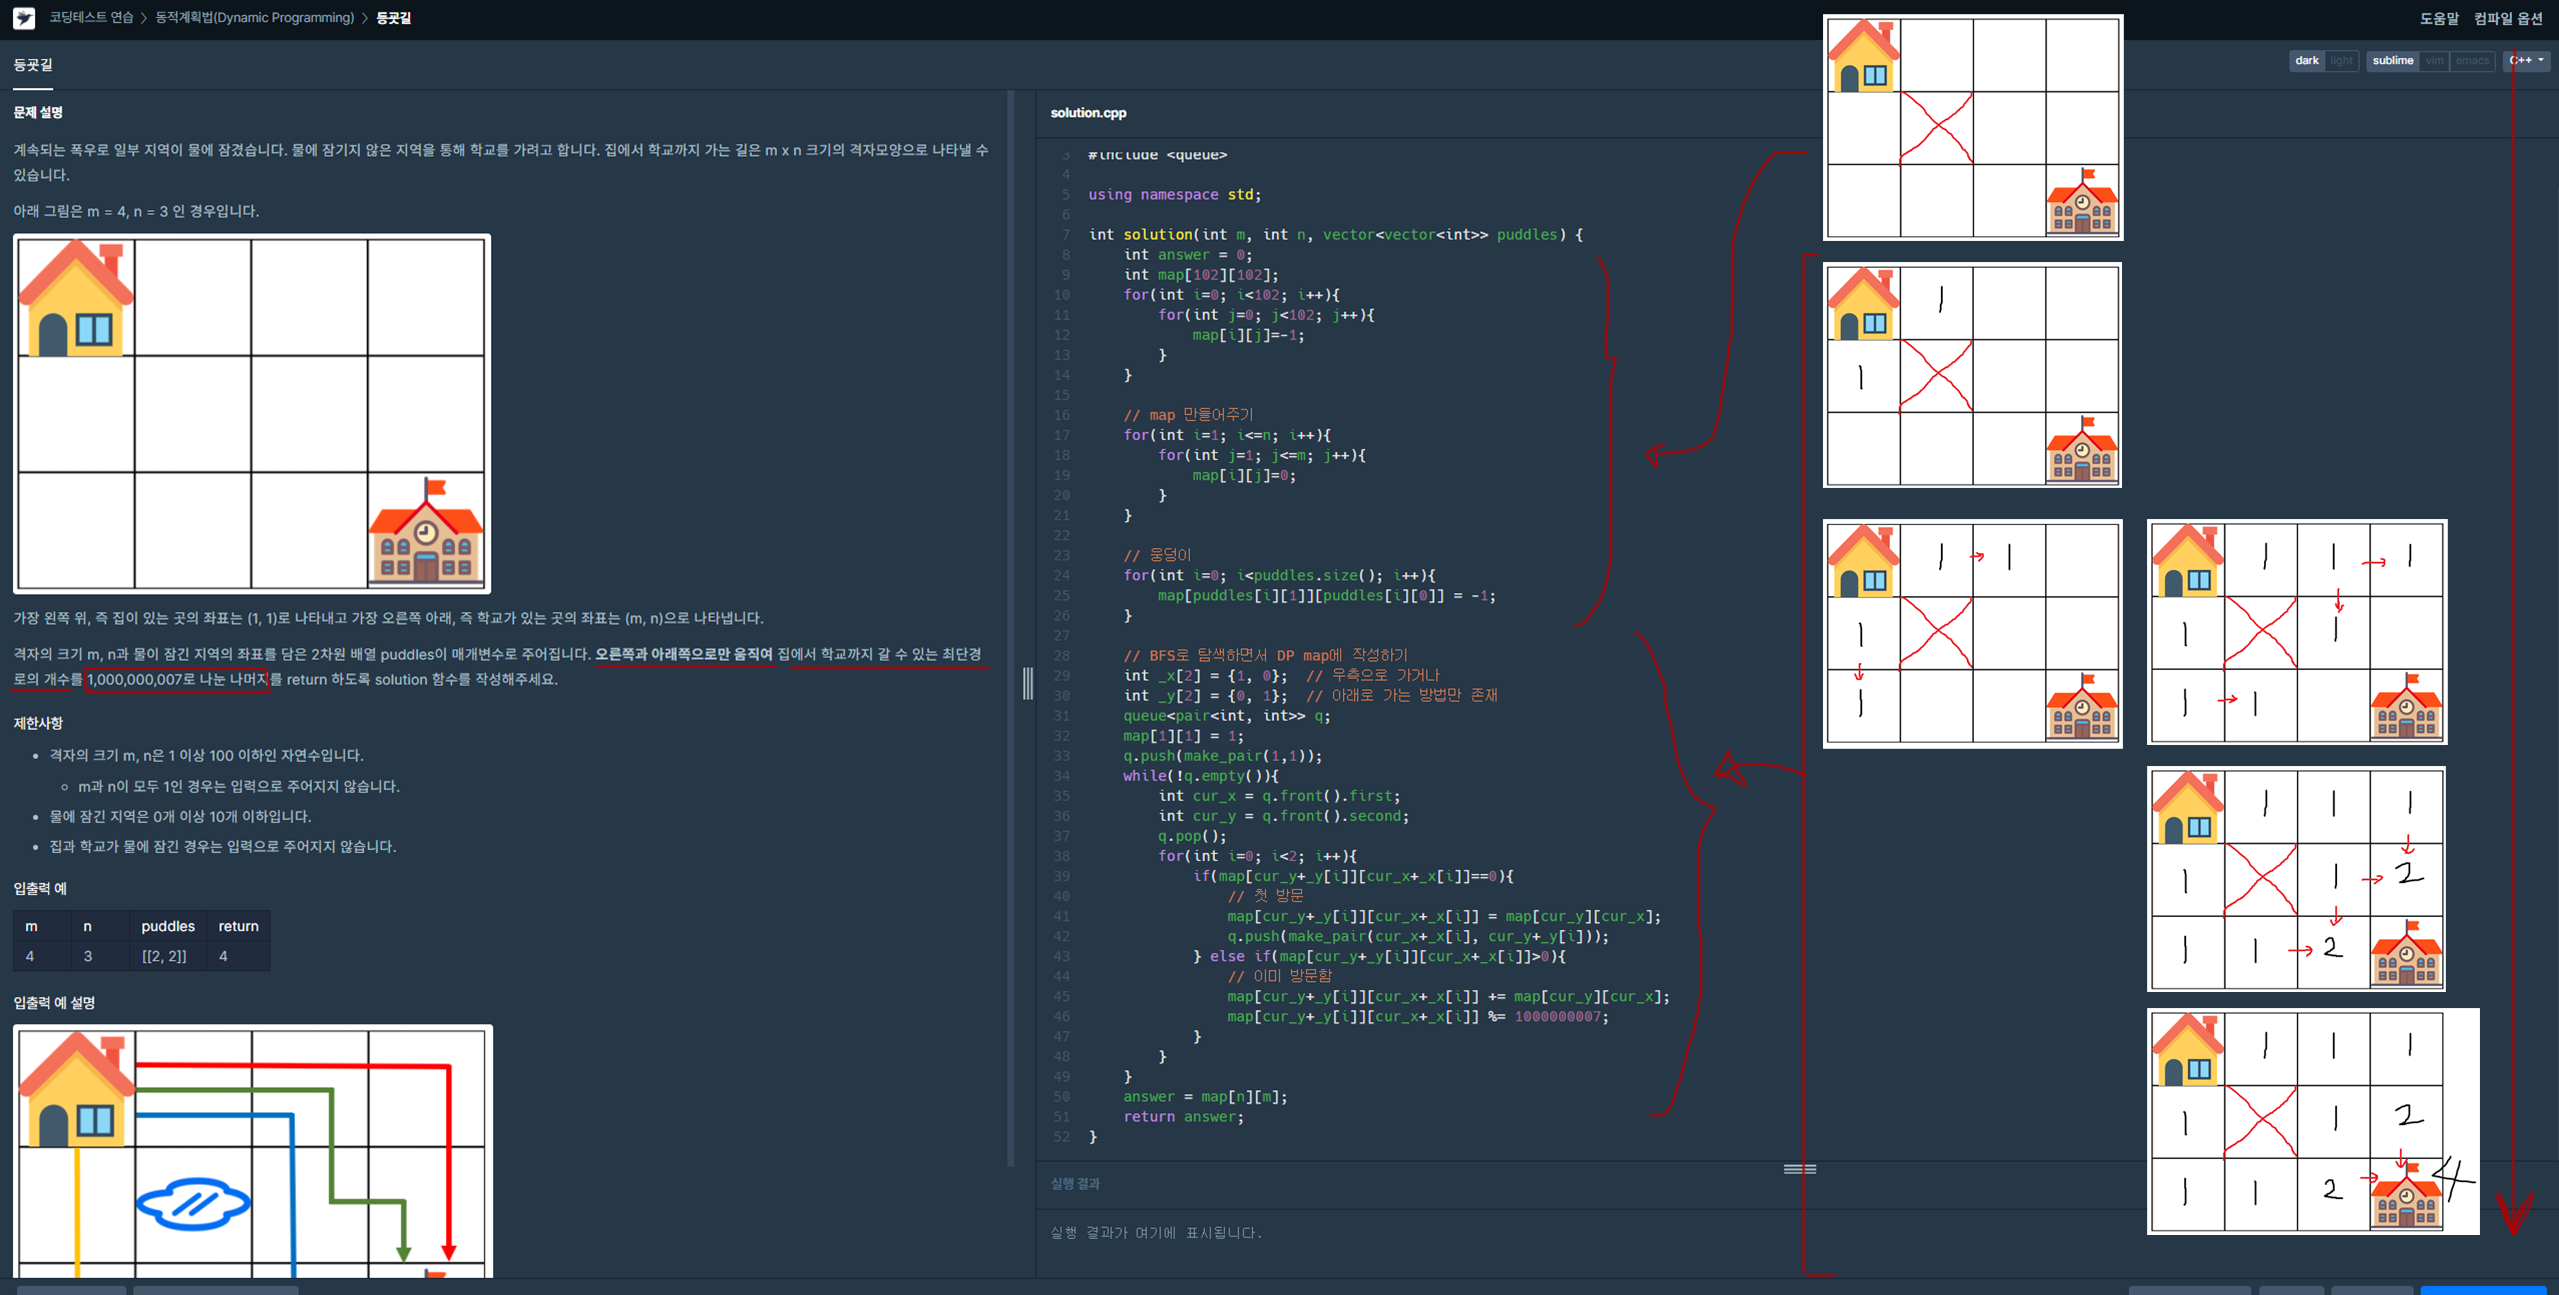 코딩테스트 연습 > 동적계획법(Dynamic Programming) > 등굣길
도움말 컴파일 옵션
등굣길
dark light sublime vim emacs C++
문제 설명
계속되는 폭우로 일부 지역이 물에 잠겼습니다. 물에 잠기지 않은 지역을 통해 학교를 가려고 합니다. 집에서 학교까지 가는 길은 m x n 크기의 격자모양으로 나타낼 수
있습니다.
아래 그림은 m = 4, n = 3 인 경우입니다.
가장 왼쪽 위, 즉 집이 있는 곳의 좌표는 (1, 1)로 나타내고 가장 오른쪽 아래, 즉 학교가 있는 곳의 좌표는 (m, n)으로 나타냅니다.
격자의 크기 m, n과 물이 잠긴 지역의 좌표를 담은 2차원 배열 puddles이 매개변수로 주어집니다. 오른쪽과 아래쪽으로만 움직여 집에서 학교까지 갈 수 있는 최단경
로의 개수를 1,000,000,007로 나눈 나머지를 return 하도록 solution 함수를 작성해주세요.
제한사항
• 격자의 크기 m, n은 1 이상 100 이하인 자연수입니다.
◦ m과 n이 모두 1인 경우는 입력으로 주어지지 않습니다.
• 물에 잠긴 지역은 0개 이상 10개 이하입니다.
• 집과 학교가 물에 잠긴 경우는 입력으로 주어지지 않습니다.
입출력 예
m n puddles return
4 3 [[2, 2]] 4
입출력 예 설명
solution.cpp
3 #include <queue>
4
5 using namespace std;
6
7 int solution(int m, int n, vector<vector<int>> puddles) {
8     int answer = 0;
9     int map[102][102];
10     for(int i=0; i<102; i++){
11         for(int j=0; j<102; j++){
12             map[i][j]=-1;
13         }
14     }
15
16     // map 만들어주기
17     for(int i=1; i<=n; i++){
18         for(int j=1; j<=m; j++){
19             map[i][j]=0;
20         }
21     }
22
23     // 웅덩이
24     for(int i=0; i<puddles.size(); i++){
25         map[puddles[i][1]][puddles[i][0]] = -1;
26     }
27
28     // BFS로 탐색하면서 DP map에 작성하기
29     int _x[2] = {1, 0};  // 우측으로 가거나
30     int _y[2] = {0, 1};  // 아래로 가는 방법만 존재
31     queue<pair<int, int>> q;
32     map[1][1] = 1;
33     q.push(make_pair(1,1));
34     while(!q.empty()){
35         int cur_x = q.front().first;
36         int cur_y = q.front().second;
37         q.pop();
38         for(int i=0; i<2; i++){
39             if(map[cur_y+_y[i]][cur_x+_x[i]]==0){
40                 // 첫 방문
41                 map[cur_y+_y[i]][cur_x+_x[i]] = map[cur_y][cur_x];
42                 q.push(make_pair(cur_x+_x[i], cur_y+_y[i]));
43             } else if(map[cur_y+_y[i]][cur_x+_x[i]]>0){
44                 // 이미 방문함
45                 map[cur_y+_y[i]][cur_x+_x[i]] += map[cur_y][cur_x];
46                 map[cur_y+_y[i]][cur_x+_x[i]] %= 1000000007;
47             }
48         }
49     }
50     answer = map[n][m];
51     return answer;
52 }
실행 결과
실행 결과가 여기에 표시됩니다.
1
1
1 1
1
1
1 1 1
1 1
1 1
1 1 1
1 1 2
1 1 2
1 1 1
1 1 2
1 1 2 4